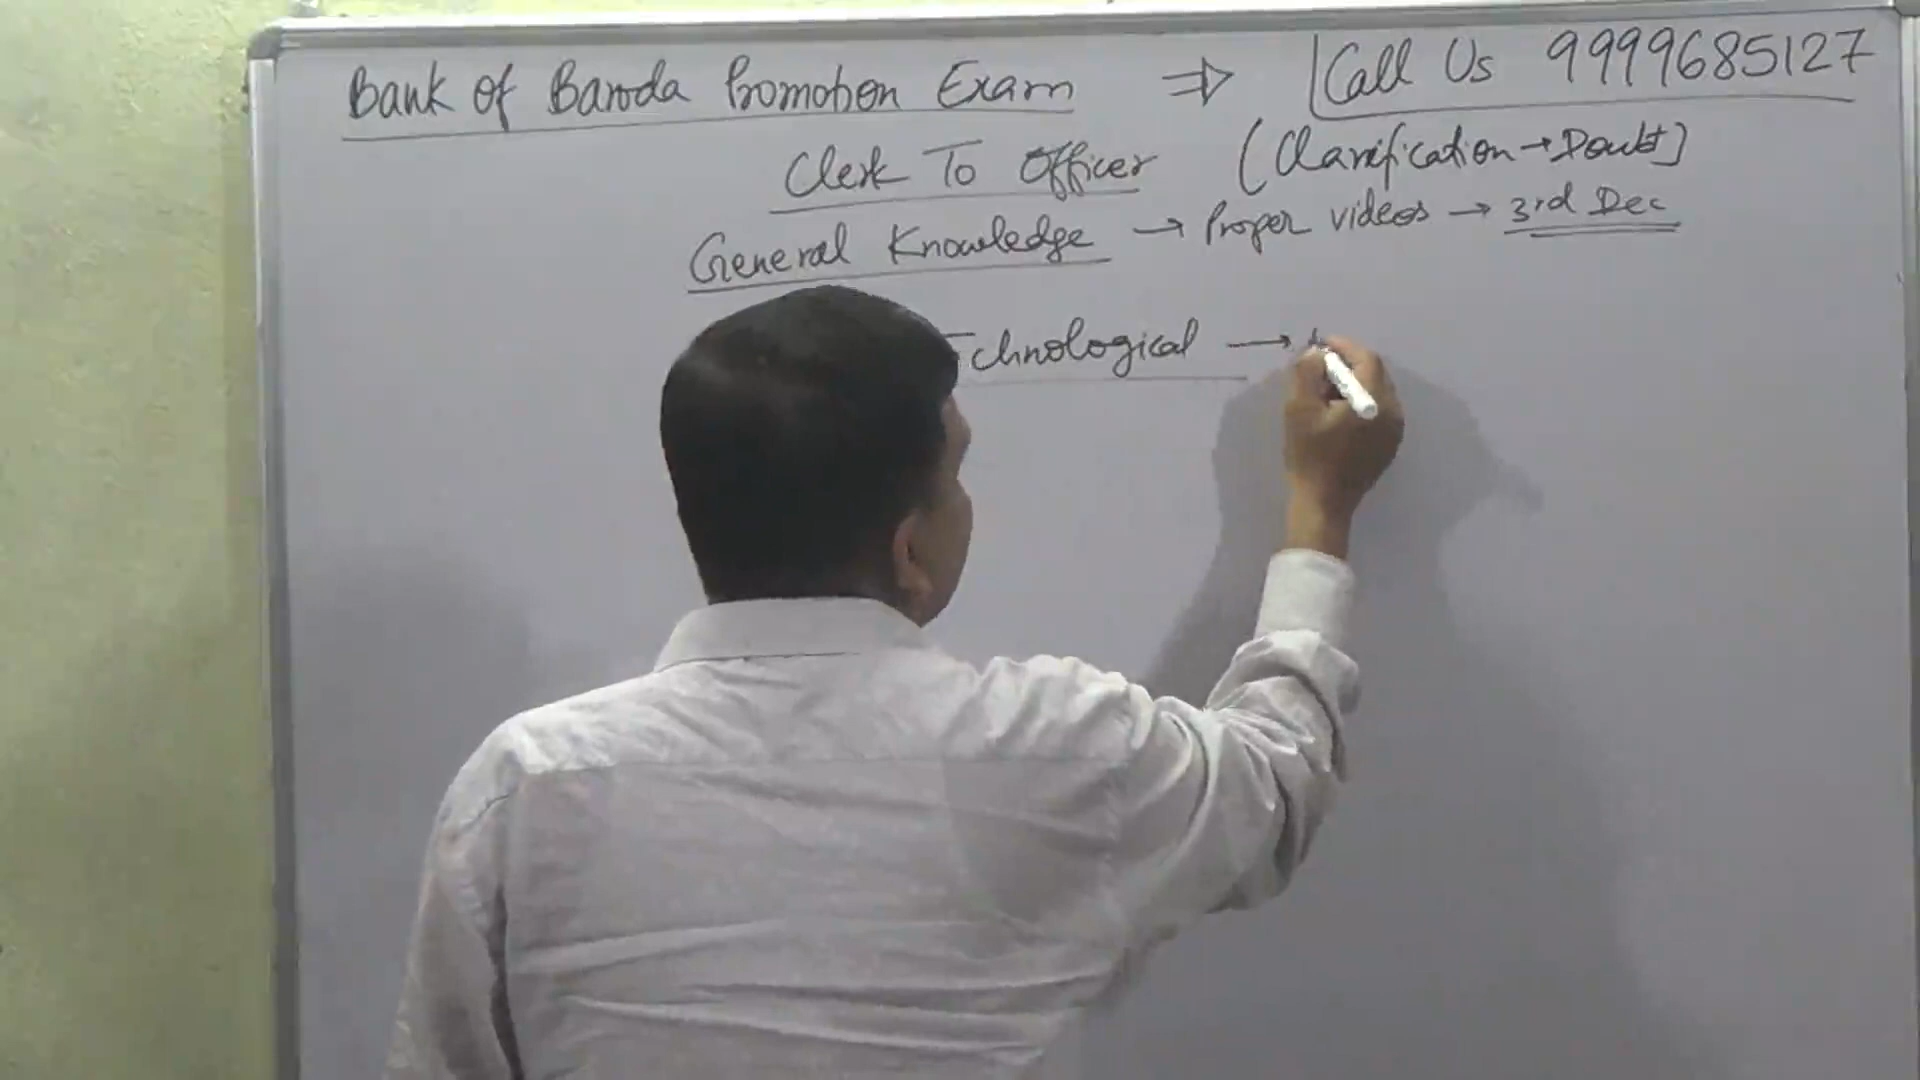 Bank of Baroda Promotion Exam ⇒ Call Us 9999685127
Clerk To Officer (Clarification → Doubt]
General Knowledge → Proper videos → 3rd Dec
Technological →